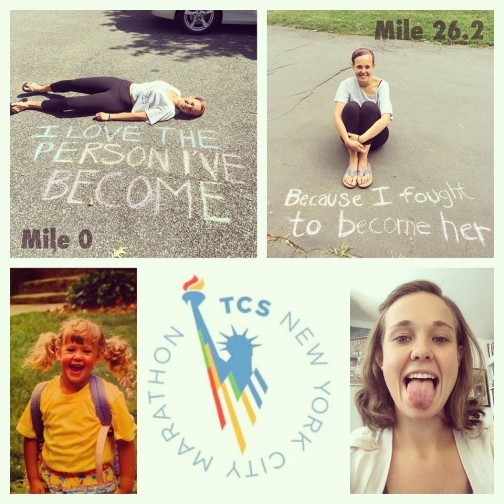 I LOVE THE
PERSON I'VE
BECOME
Mile 0
Mile 26.2
Because I fought
to become her
TCS NEW YORK CITY MARATHON